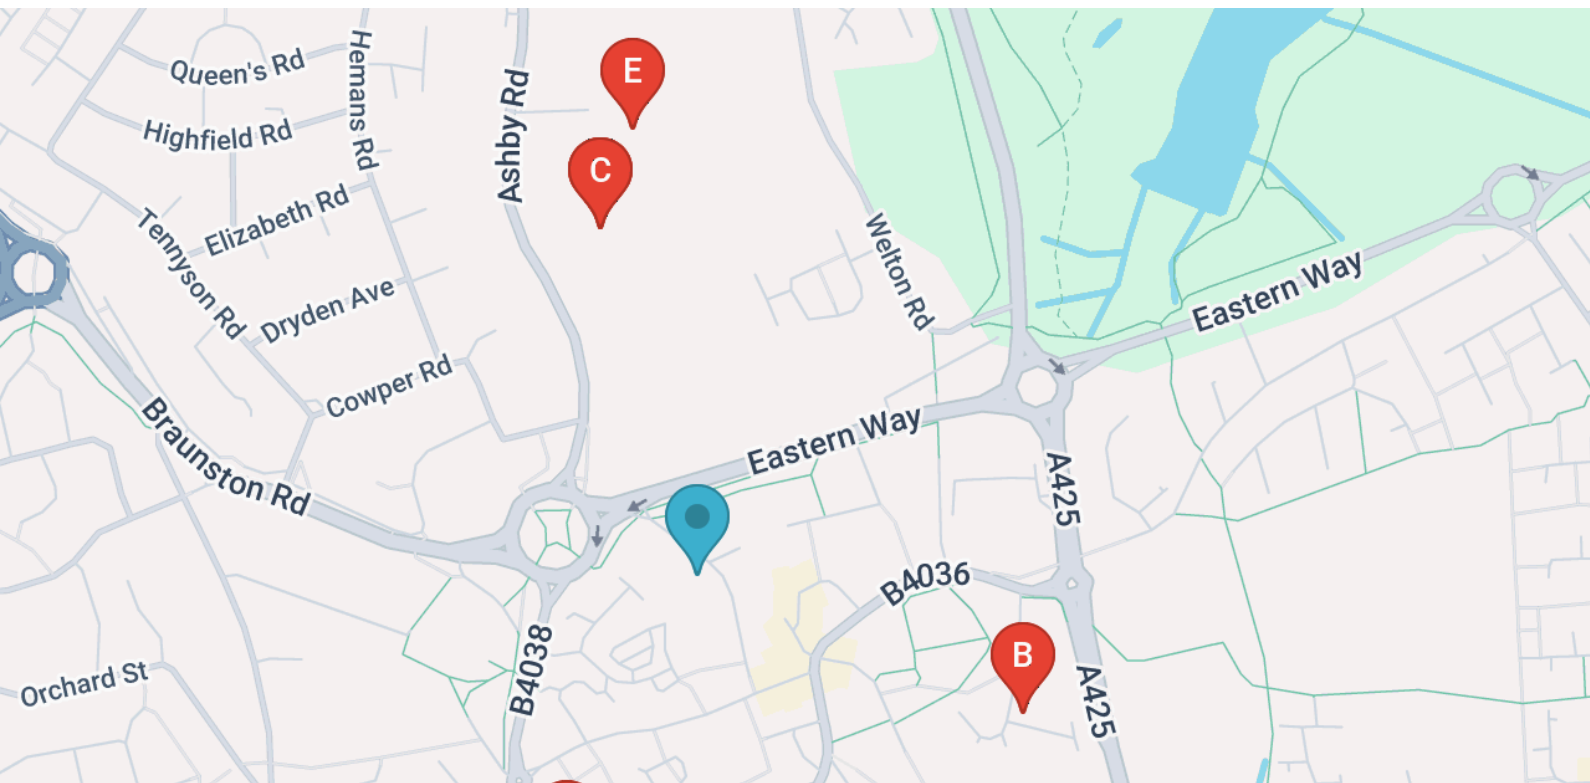 Queen's Rd
Hemans Rd
Ashby Rd
E
Highfield Rd
C
Elizabeth Rd
Tennyson Rd
Welton Rd
Dryden Ave
Eastern Way
Cowper Rd
Eastern Way
Braunston Rd
A425
B4036
B4038
B
Orchard St
A425